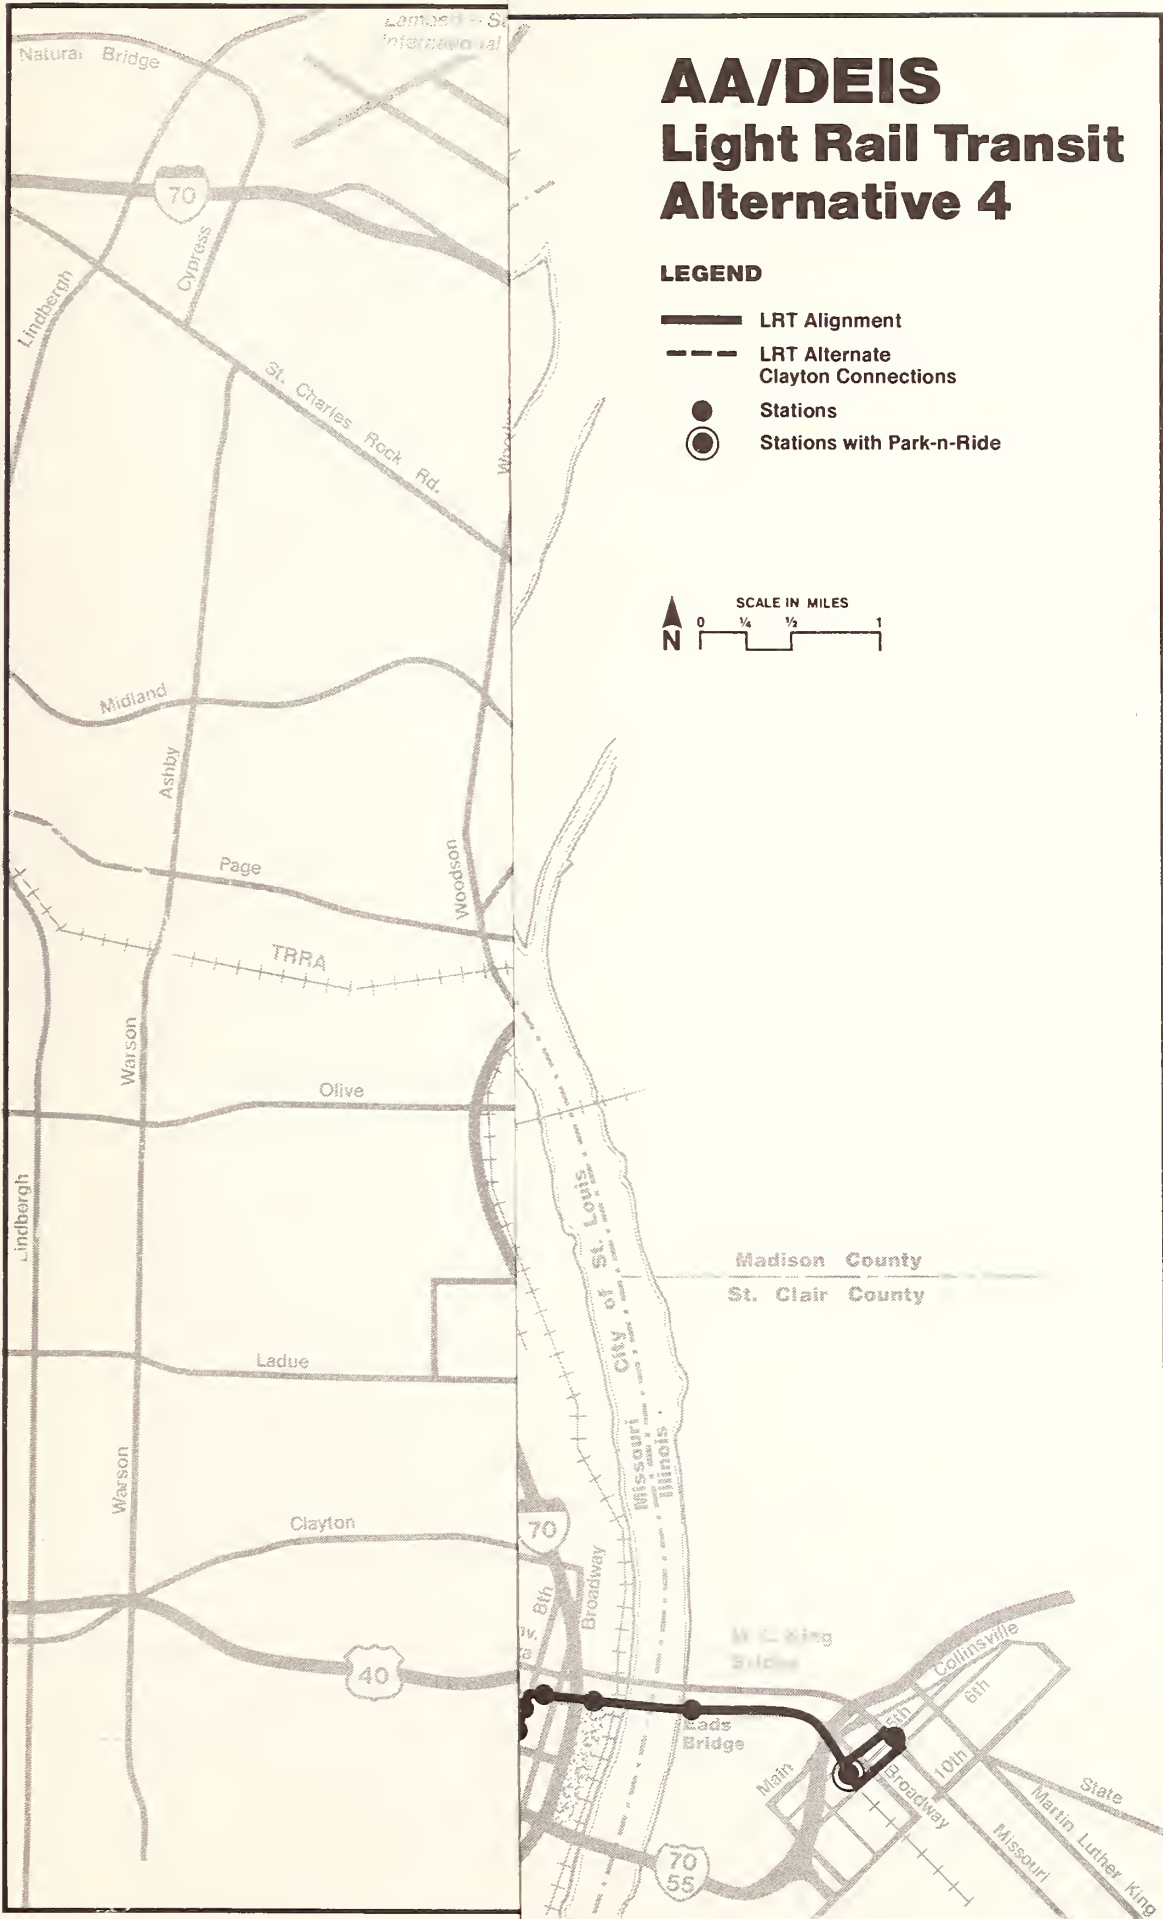 AA/DEIS
Light Rail Transit
Alternative 4
LEGEND
LRT Alignment
LRT Alternate
Clayton Connections
Stations
Stations with Park-n-Ride
SCALE IN MILES
0 ¼ ½ 1
N
International
Natural Bridge
70
Cypress
Lindbergh
St. Charles Rock Rd.
Midland
Ashby
Page
Woodson
TRRA
Warson
Olive
Lindbergh
Ladue
Warson
Clayton
40
City of St. Louis
Missouri
Illinois
Madison County
St. Clair County
70
8th
Broadway
M. L. King
Bridge
Eads
Bridge
Collinsville
6th
5th
10th
Main
Broadway
State
Martin Luther King
Missouri
70
55